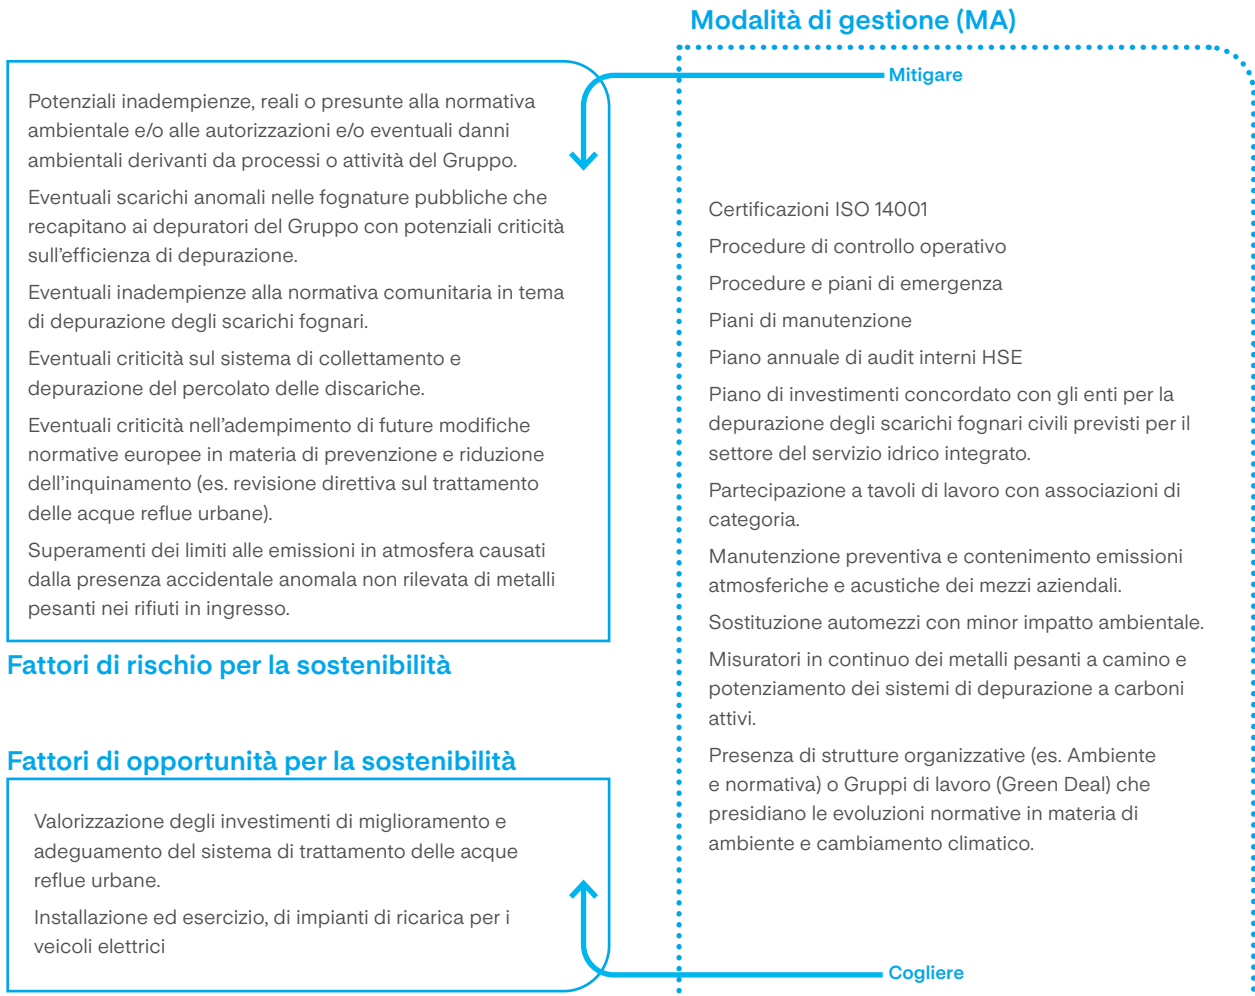 Modalità di gestione (MA)
Mitigare
Potenziali inadempienze, reali o presunte alla normativa
ambientale e/o alle autorizzazioni e/o eventuali danni
ambientali derivanti da processi o attività del Gruppo.
Eventuali scarichi anomali nelle fognature pubbliche che
recapitano ai depuratori del Gruppo con potenziali criticità
sull'efficienza di depurazione.
Eventuali inadempienze alla normativa comunitaria in tema
di depurazione degli scarichi fognari.
Eventuali criticità sul sistema di collettamento e
depurazione del percolato delle discariche.
Eventuali criticità nell'adempimento di future modifiche
normative europee in materia di prevenzione e riduzione
dell'inquinamento (es. revisione direttiva sul trattamento
delle acque reflue urbane).
Superamenti dei limiti alle emissioni in atmosfera causati
dalla presenza accidentale anomala non rilevata di metalli
pesanti nei rifiuti in ingresso.
Fattori di rischio per la sostenibilità
Fattori di opportunità per la sostenibilità
Valorizzazione degli investimenti di miglioramento e
adeguamento del sistema di trattamento delle acque
reflue urbane.
Installazione ed esercizio, di impianti di ricarica per i
veicoli elettrici
Certificazioni ISO 14001
Procedure di controllo operativo
Procedure e piani di emergenza
Piani di manutenzione
Piano annuale di audit interni HSE
Piano di investimenti concordato con gli enti per la
depurazione degli scarichi fognari civili previsti per il
settore del servizio idrico integrato.
Partecipazione a tavoli di lavoro con associazioni di
categoria.
Manutenzione preventiva e contenimento emissioni
atmosferiche e acustiche dei mezzi aziendali.
Sostituzione automezzi con minor impatto ambientale.
Misuratori in continuo dei metalli pesanti a camino e
potenziamento dei sistemi di depurazione a carboni
attivi.
Presenza di strutture organizzative (es. Ambiente
e normativa) o Gruppi di lavoro (Green Deal) che
presidiano le evoluzioni normative in materia di
ambiente e cambiamento climatico.
Cogliere